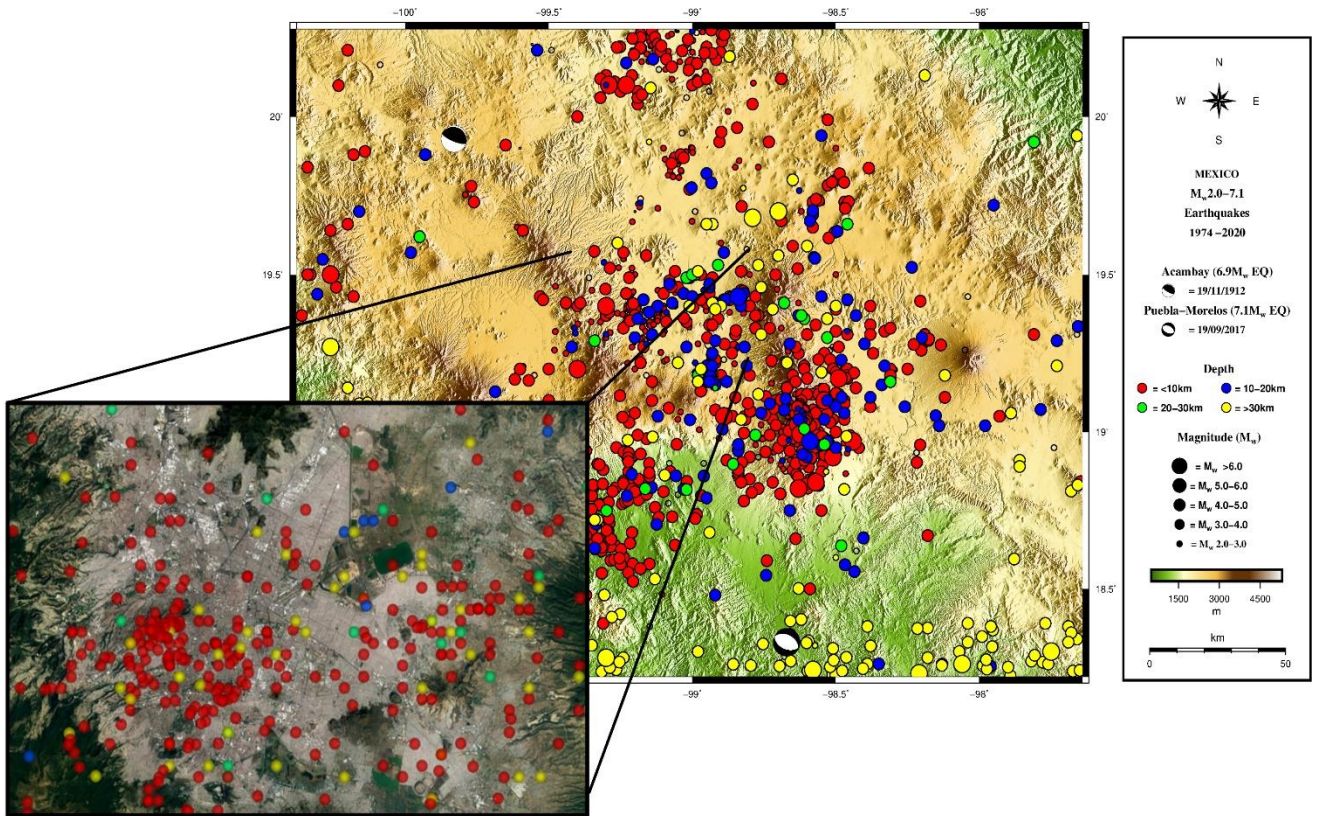 −100 −99.5 −99 −98.5 −98
20' 20'
19.5' 19.5'
19'
18.5'
−99' −98.5' −98'
N
W E
S
MEXICO
Mw2.0−7.1
Earthquakes
1974 −2020
Acambay (6.9Mw EQ)
= 19/11/1912
Puebla−Morelos (7.1Mw EQ)
= 19/09/2017
Depth
= <10km = 10−20km
= 20−30km = >30km
Magnitude (Mw)
= Mw >6.0
= Mw 5.0−6.0
= Mw 4.0−5.0
= Mw 3.0−4.0
= Mw 2.0−3.0
1500 3000 4500
m
km
0 50